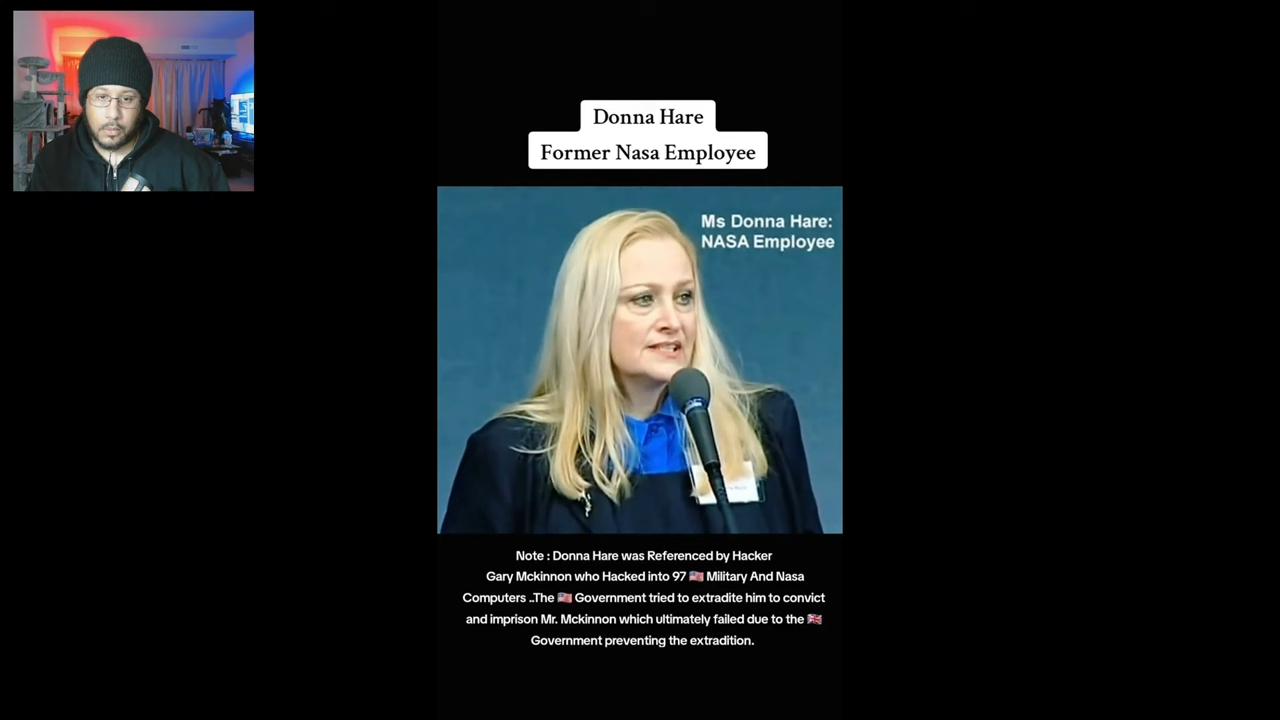 Donna Hare
Former Nasa Employee
Ms Donna Hare:
NASA Employee
Note : Donna Hare was Referenced by Hacker
Gary Mckinnon who Hacked into 97 🇺🇸 Military And Nasa
Computers ..The 🇺🇸 Government tried to extradite him to convict
and imprison Mr. Mckinnon which ultimately failed due to the 🇬🇧
Government preventing the extradition.